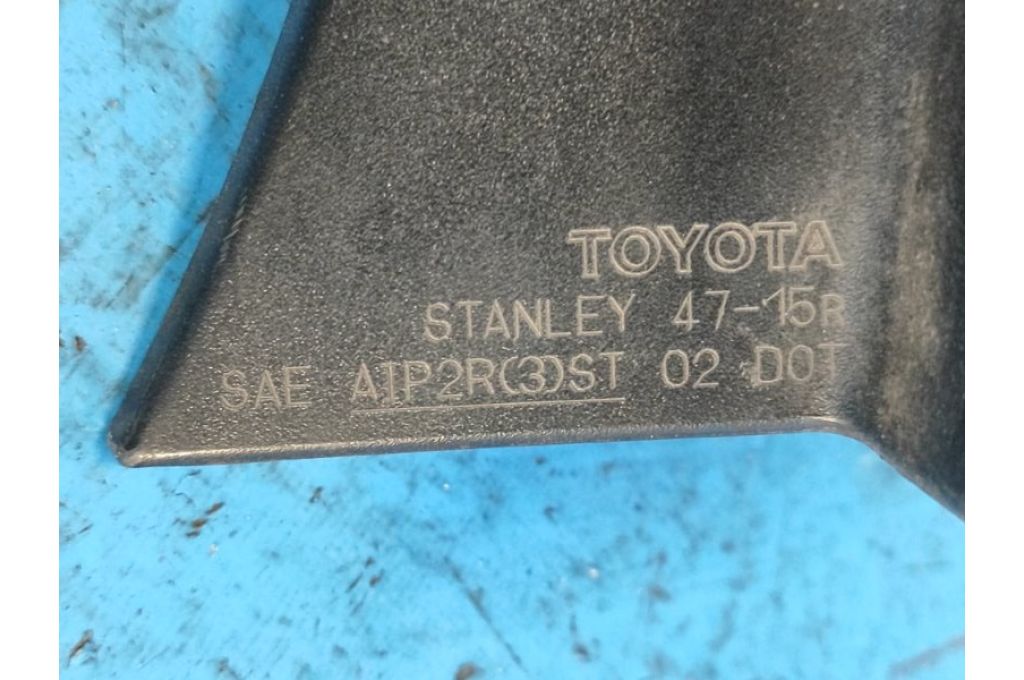 TOYOTA
STANLEY 47-15R
SAE AIP2R(3)ST 02 DOT